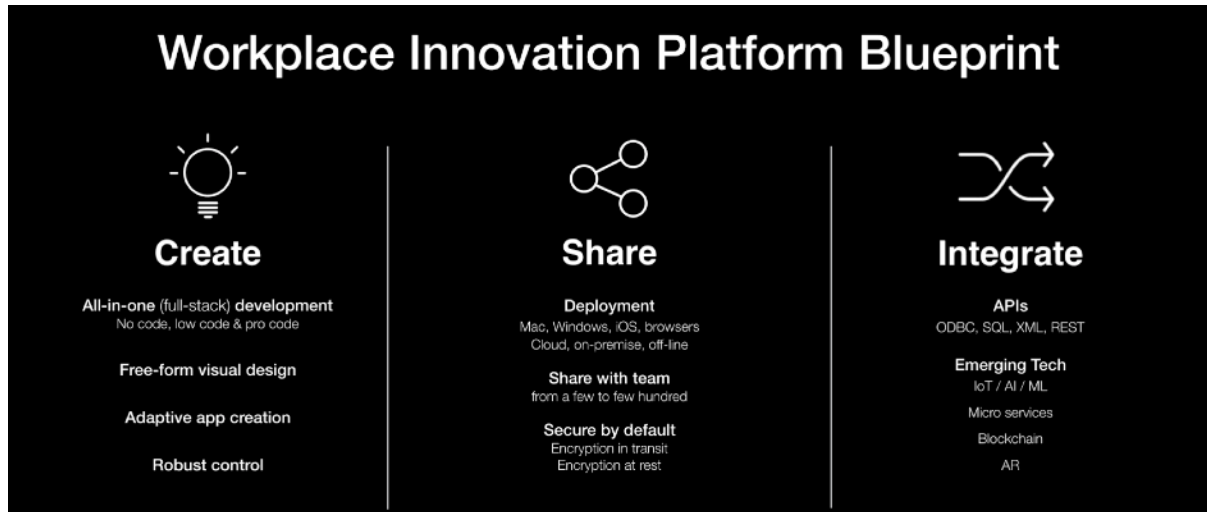 Workplace Innovation Platform Blueprint
Create
All-in-one (full-stack) development
No code, low code & pro code
Free-form visual design
Adaptive app creation
Robust control
Share
Deployment
Mac, Windows, iOS, browsers
Cloud, on-premise, off-line
Share with team
from a few to few hundred
Secure by default
Encryption in transit
Encryption at rest
Integrate
APIs
ODBC, SQL, XML, REST
Emerging Tech
IoT / AI / ML
Micro services
Blockchain
AR